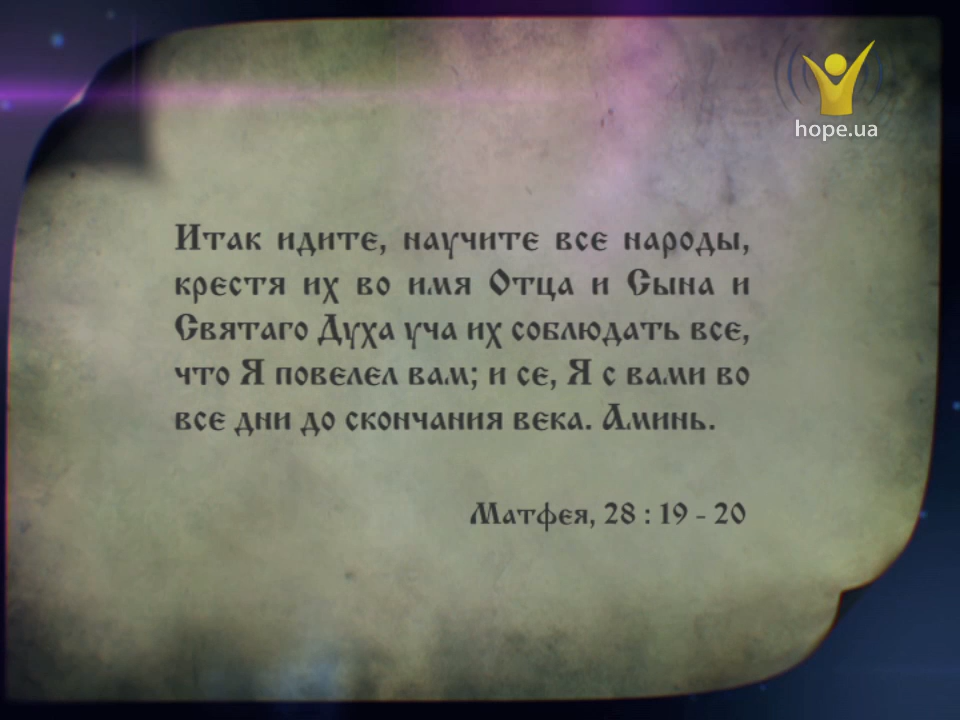 hope.ua
Итак идите, научите все народы,
крестя их во имя Отца и Сына и
Святаго Духа уча их соблюдать все,
что Я повелел вам; и се, Я с вами во
все дни до скончания века. Аминь.
Матфея, 28 : 19 - 20